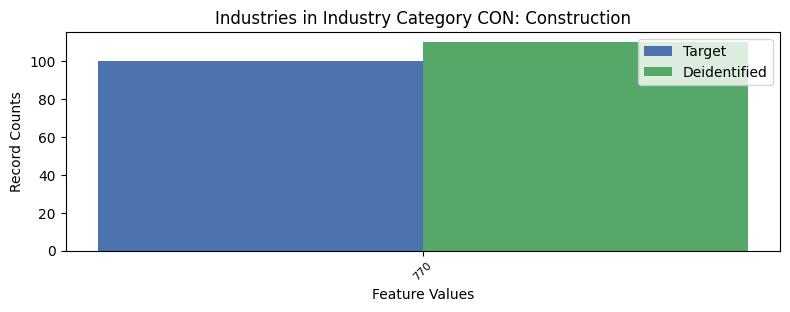 Industries in Industry Category CON: Construction
Target
Deidentified
Record Counts
100
80
60
40
20
0
770
Feature Values